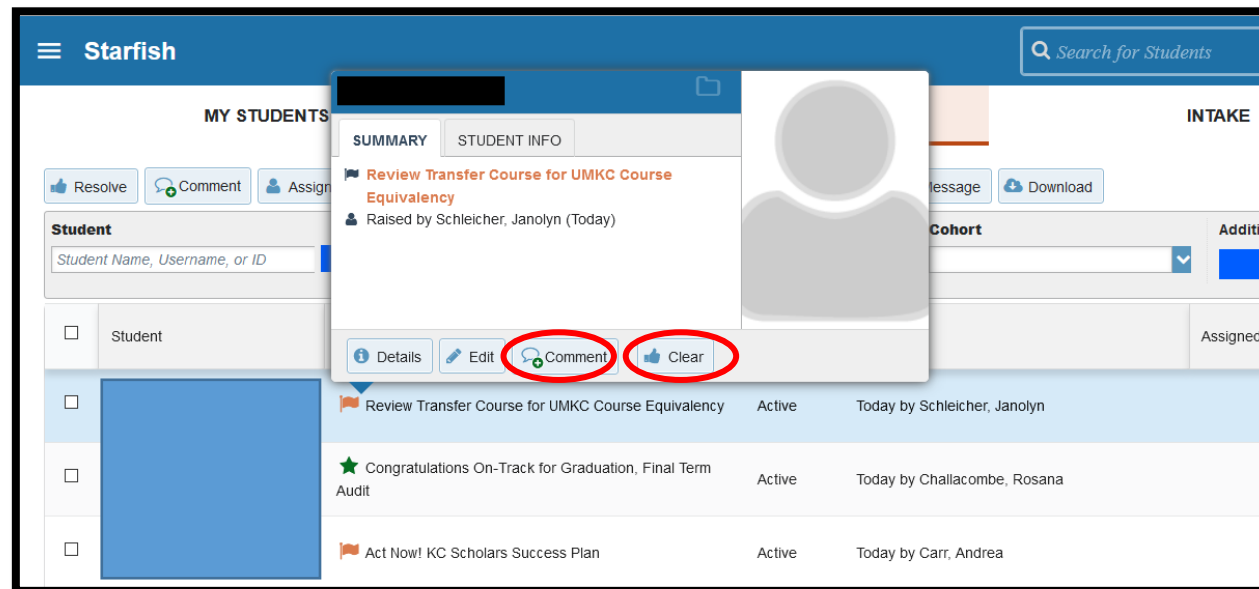 Starfish
Search for Students
MY STUDENTS
INTAKE
SUMMARY
STUDENT INFO
Review Transfer Course for UMKC Course
Equivalency
Raised by Schleicher, Janolyn (Today)
Details
Edit
Comment
Clear
Resolve
Comment
Assign
Message
Download
Student
Student Name, Username, or ID
Cohort
Additi
Student
Assigned
Review Transfer Course for UMKC Course Equivalency
Active
Today by Schleicher, Janolyn
Congratulations On-Track for Graduation, Final Term
Audit
Active
Today by Challacombe, Rosana
Act Now! KC Scholars Success Plan
Active
Today by Carr, Andrea